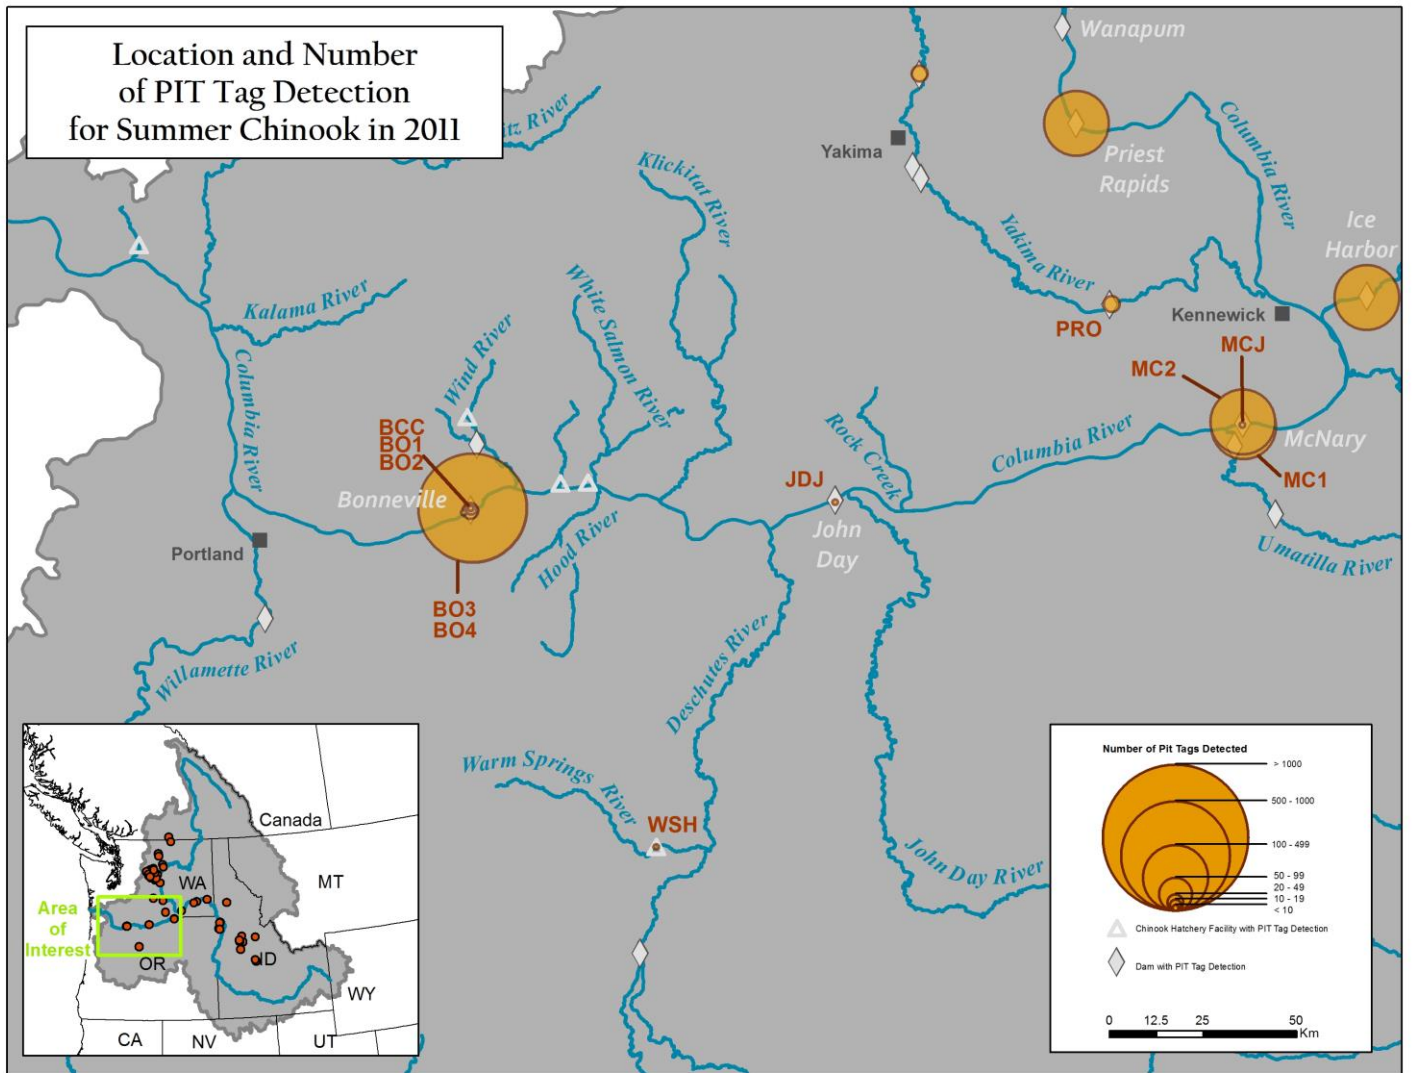 Location and Number
of PIT Tag Detection
for Summer Chinook in 2011
itz River
Wanapum
Columbia River
Priest
Rapids
Yakima
Klickitat River
Ice
Harbor
Yakima River
Kalama River
White Salmon River
Wind River
PRO
Kennewick
MCJ
MC2
Columbia River
BCC
BO1
BO2
Bonneville
Rock Creek
Columbia River
McNary
MC1
JDJ
John
Day
Portland
Hood River
Umatilla River
BO3
BO4
Willamette River
Deschutes River
Warm Springs River
WSH
John Day River
Canada
WA
MT
Area
of
Interest
OR
ID
WY
CA
NV
UT
Number of Pit Tags Detected
> 1000
500 - 1000
100 - 499
50 - 99
20 - 49
10 - 19
< 10
Chinook Hatchery Facility with PIT Tag Detection
Dam with PIT Tag Detection
0 12.5 25 50
Km